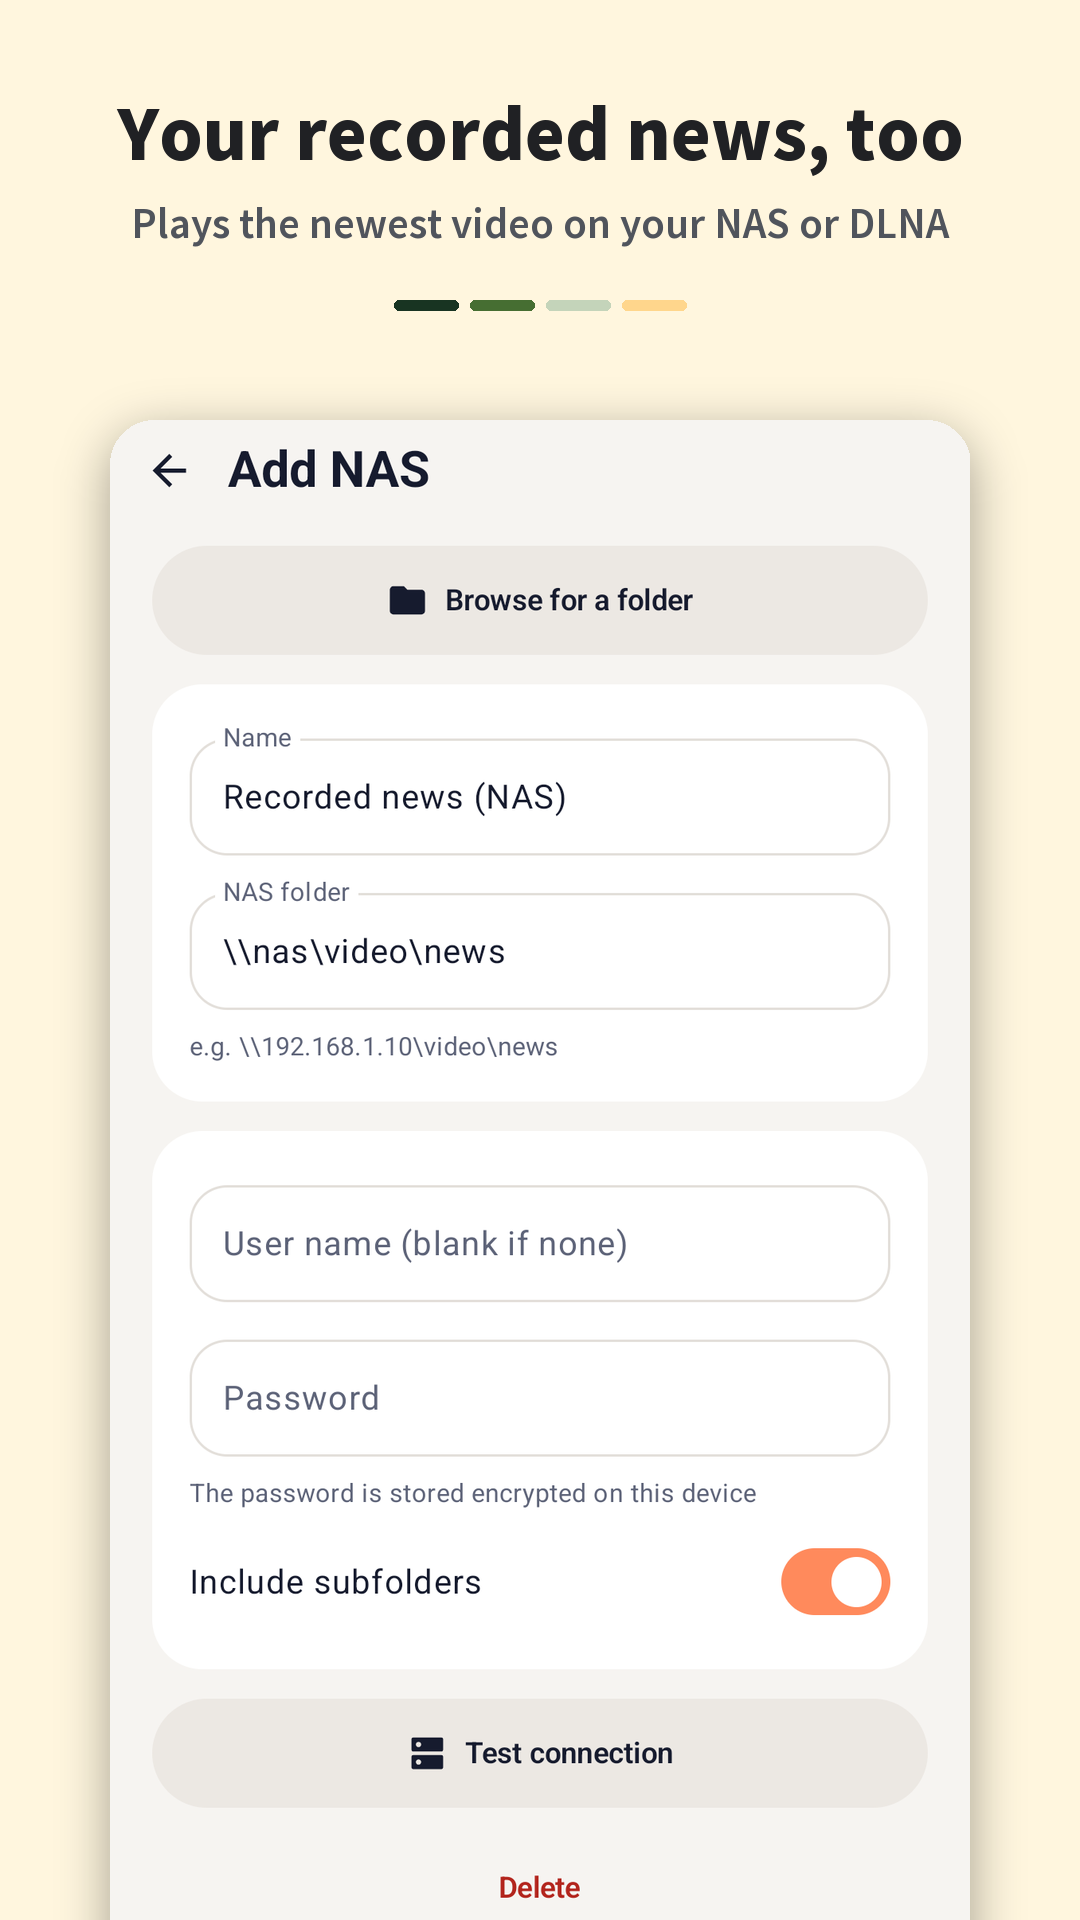 Your recorded news, too
Plays the newest video on your NAS or DLNA
Add NAS
Browse for a folder
Name
Recorded news (NAS)
NAS folder
\\nas\video\news
e.g. \\192.168.1.10\video\news
User name (blank if none)
Password
The password is stored encrypted on this device
Include subfolders
Test connection
Delete